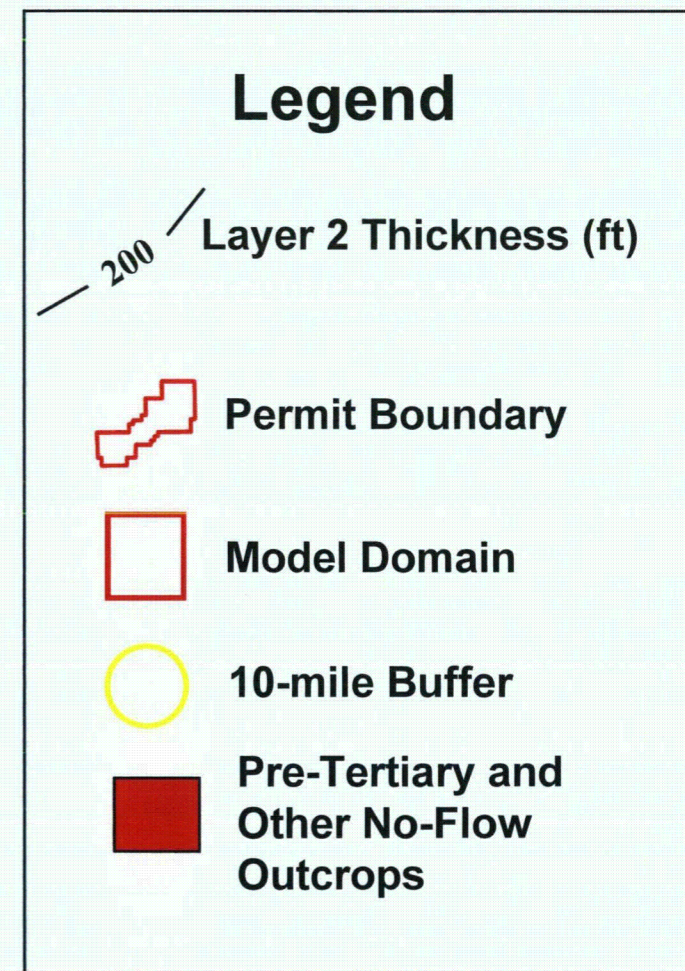 Legend
200
Layer 2 Thickness (ft)
Permit Boundary
Model Domain
10-mile Buffer
Pre-Tertiary and
Other No-Flow
Outcrops